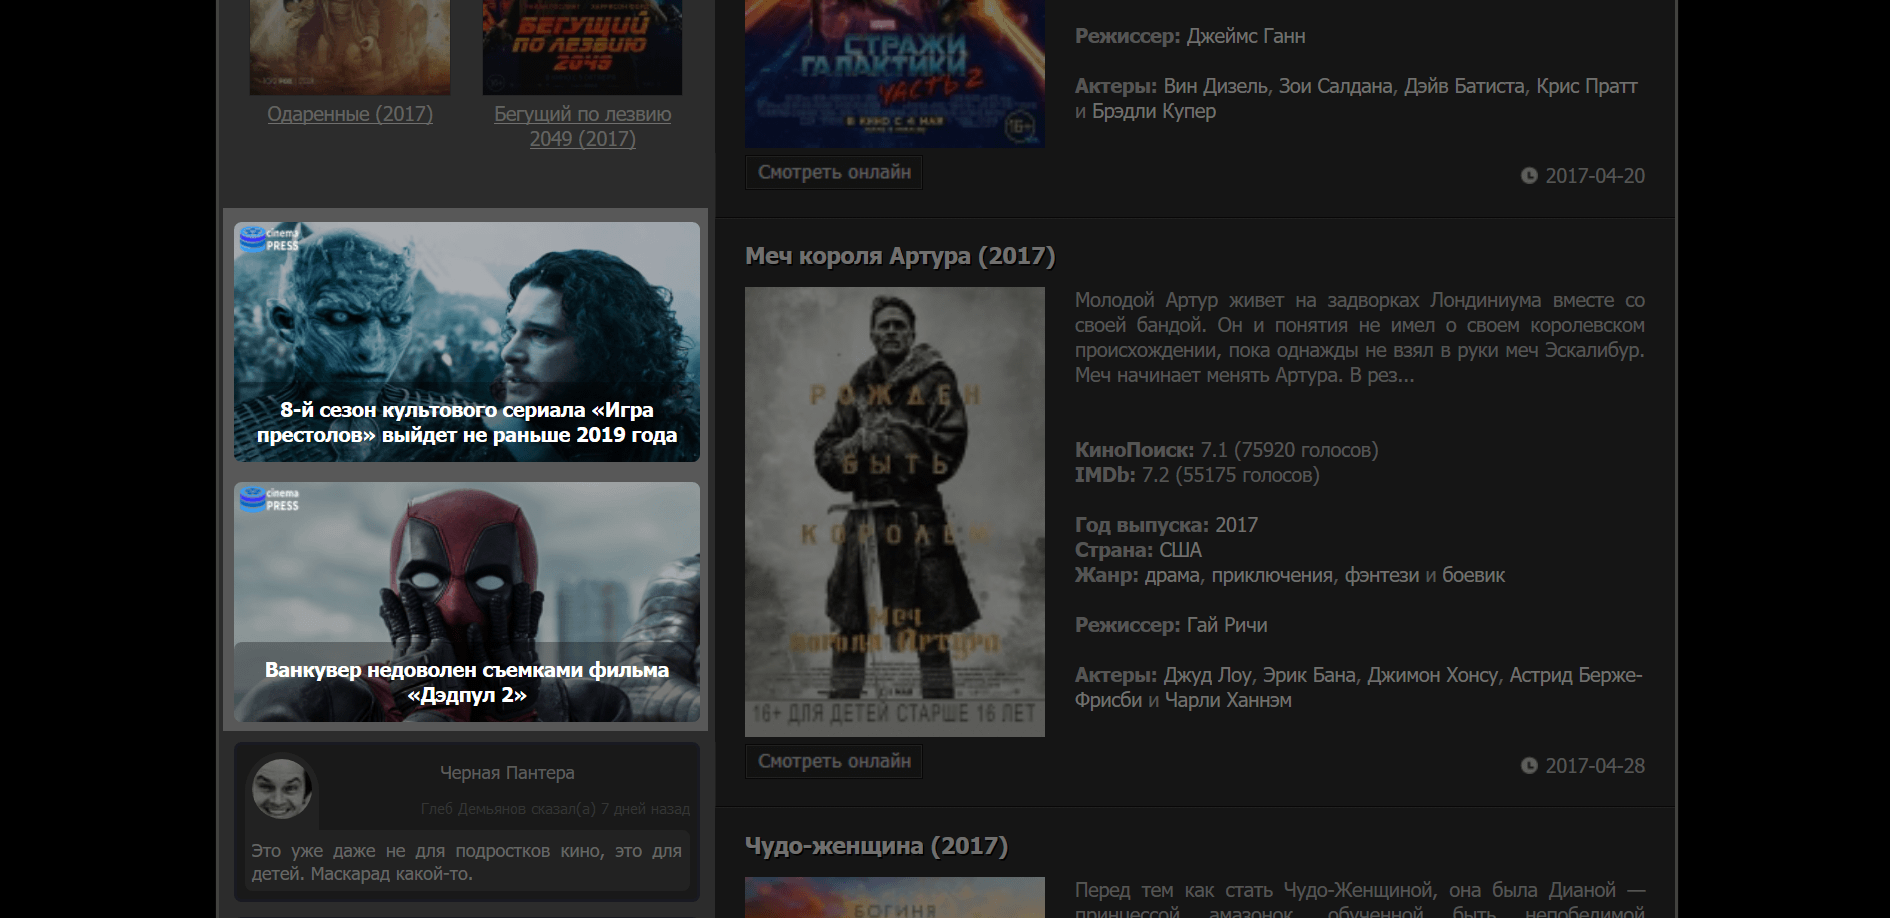 БЕГУЩИЙ
ПО ЛЕЗВИЮ
2049
Одаренные (2017)
Бегущий по лезвию
2049 (2017)
cinema
PRESS
8-й сезон культового сериала «Игра
престолов» выйдет не раньше 2019 года
cinema
PRESS
Ванкувер недоволен съемками фильма
«Дэдпул 2»
Черная Пантера
Глеб Демьянов сказал(а) 7 дней назад
Это уже даже не для подростков кино, это для
детей. Маскарад какой-то.
MARVEL
СТРАЖИ
ГАЛАКТИКИ
ЧАСТЬ 2
В КИНО С 4 МАЯ
16+
Режиссер: Джеймс Ганн
Актеры: Вин Дизель, Зои Салдана, Дэйв Батиста, Крис Пратт
и Брэдли Купер
Смотреть онлайн
2017-04-20
Меч короля Артура (2017)
РОЖДЕН
БЫТЬ
КОРОЛЕМ
Меч
короля Артура
16+ ДЛЯ ДЕТЕЙ СТАРШЕ 16 ЛЕТ
Молодой Артур живет на задворках Лондиниума вместе со
своей бандой. Он и понятия не имел о своем королевском
происхождении, пока однажды не взял в руки меч Эскалибур.
Меч начинает менять Артура. В рез...
КиноПоиск: 7.1 (75920 голосов)
IMDb: 7.2 (55175 голосов)
Год выпуска: 2017
Страна: США
Жанр: драма, приключения, фэнтези и боевик
Режиссер: Гай Ричи
Актеры: Джуд Лоу, Эрик Бана, Джимон Хонсу, Астрид Берже-
Фрисби и Чарли Ханнэм
Смотреть онлайн
2017-04-28
Чудо-женщина (2017)
БОГИНЯ
Перед тем как стать Чудо-Женщиной, она была Дианой —
принцессой амазонок, обученной быть непобедимой